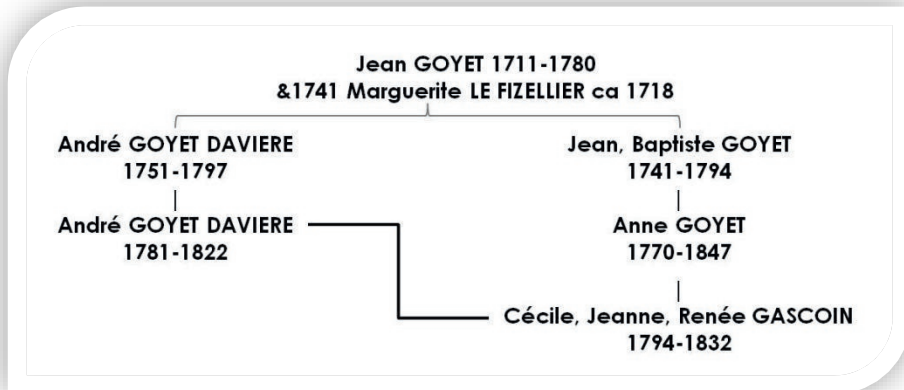 Jean GOYET 1711-1780
&1741 Marguerite LE FIZELLIER ca 1718
André GOYET DAVIERE
1751-1797
Jean, Baptiste GOYET
1741-1794
André GOYET DAVIERE
1781-1822
Anne GOYET
1770-1847
Cécile, Jeanne, Renée GASCOIN
1794-1832